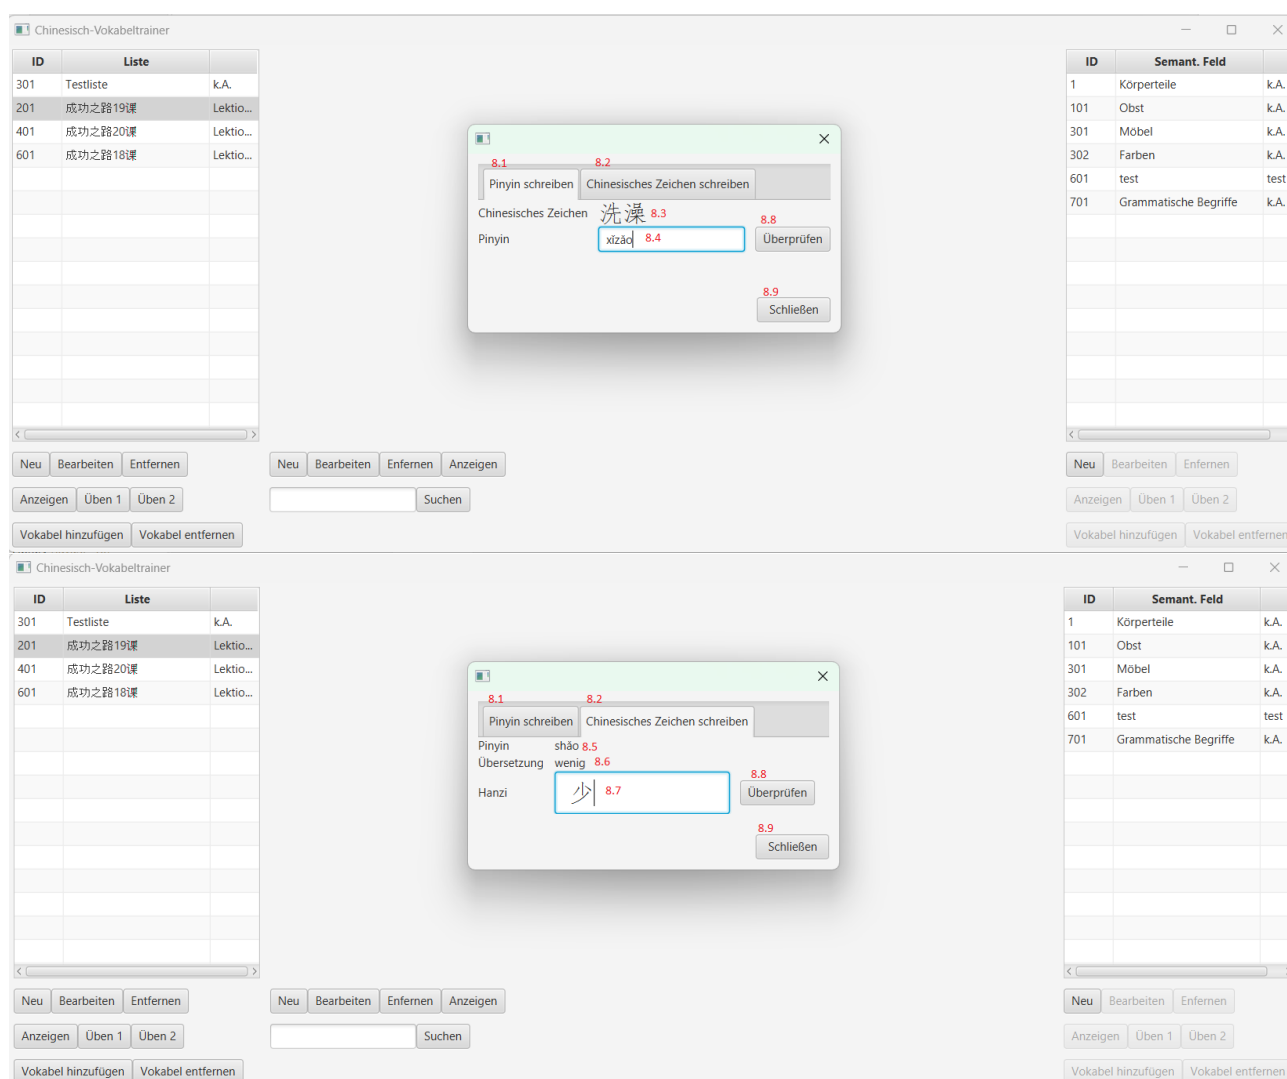 Chinesisch-Vokabeltrainer
ID Liste
301 Testliste k.A.
201 成功之路19课 Lektio...
401 成功之路20课 Lektio...
601 成功之路18课 Lektio...
8.1 8.2
Pinyin schreiben Chinesisches Zeichen schreiben
Chinesisches Zeichen 洗澡 8.3
8.8
Pinyin xǐzǎo 8.4 Überprüfen
8.9
Schließen
ID Semant. Feld
1 Körperteile k.A.
101 Obst k.A.
301 Möbel k.A.
302 Farben k.A.
601 test test
701 Grammatische Begriffe k.A.
Neu Bearbeiten Entfernen
Anzeigen Üben 1 Üben 2
Vokabel hinzufügen Vokabel entfernen
Neu Bearbeiten Enfernen Anzeigen
Suchen
Neu Bearbeiten Enfernen
Anzeigen Üben 1 Üben 2
Vokabel hinzufügen Vokabel entfernen
Chinesisch-Vokabeltrainer
ID Liste
301 Testliste k.A.
201 成功之路19课 Lektio...
401 成功之路20课 Lektio...
601 成功之路18课 Lektio...
8.1 8.2
Pinyin schreiben Chinesisches Zeichen schreiben
Pinyin shǎo 8.5
Übersetzung wenig 8.6
8.8
Hanzi 少 8.7 Überprüfen
8.9
Schließen
ID Semant. Feld
1 Körperteile k.A.
101 Obst k.A.
301 Möbel k.A.
302 Farben k.A.
601 test test
701 Grammatische Begriffe k.A.
Neu Bearbeiten Entfernen
Anzeigen Üben 1 Üben 2
Vokabel hinzufügen Vokabel entfernen
Neu Bearbeiten Enfernen Anzeigen
Suchen
Neu Bearbeiten Enfernen
Anzeigen Üben 1 Üben 2
Vokabel hinzufügen Vokabel entfernen